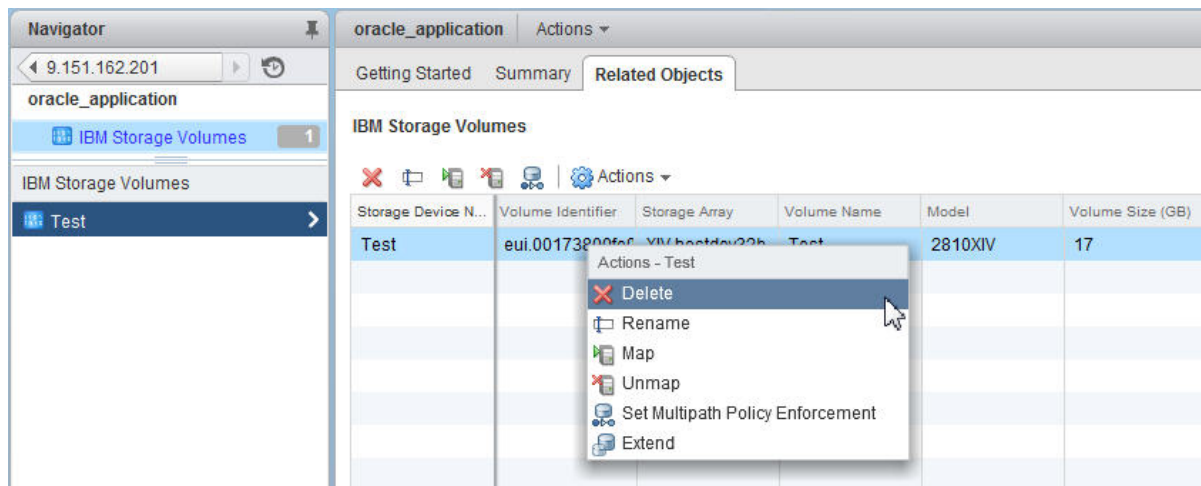 Navigator
oracle_application Actions
9.151.162.201
Getting Started Summary Related Objects
oracle_application
IBM Storage Volumes 1
IBM Storage Volumes
IBM Storage Volumes
Actions
Test
Storage Device N... Volume Identifier Storage Array Volume Name Model Volume Size (GB)
Test Test 2810XIV 17
Actions - Test
Delete
Rename
Map
Unmap
Set Multipath Policy Enforcement
Extend